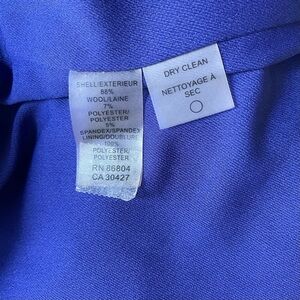 SHELL/EXTERIEUR
88%
WOOL/LAINE
7%
POLYESTER/
POLYESTER
5%
SPANDEX/SPANDEX
LINING/DOUBLURE
100%
POLYESTER/
POLYESTER
RN 86804
CA 30427
DRY CLEAN
NETTOYAGE À
SEC